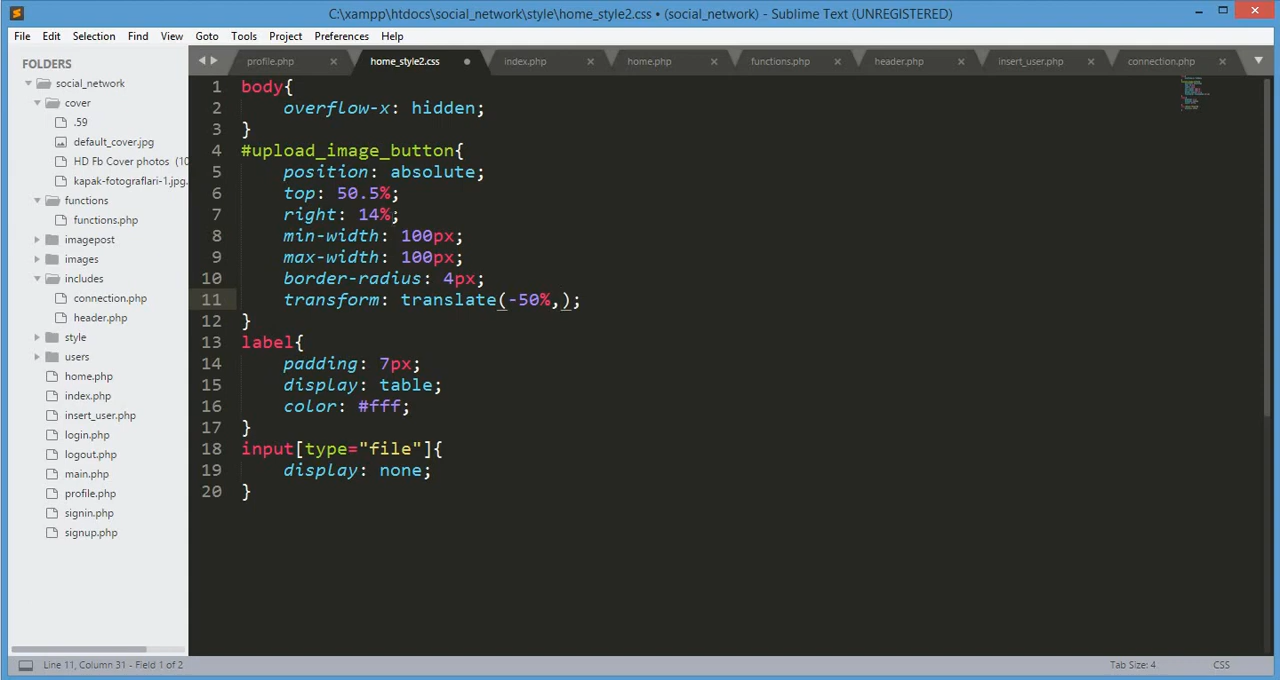 C:\xampp\htdocs\social_network\style\home_style2.css • (social_network) - Sublime Text (UNREGISTERED)
File Edit Selection Find View Goto Tools Project Preferences Help
FOLDERS
social_network
cover
.59
default_cover.jpg
HD Fb Cover photos (10
kapak-fotograflari-1.jpg.
functions
functions.php
imagepost
images
includes
connection.php
header.php
style
users
home.php
index.php
insert_user.php
login.php
logout.php
main.php
profile.php
signin.php
signup.php
profile.php home_style2.css index.php home.php functions.php header.php insert_user.php connection.php
1 body{
2 overflow-x: hidden;
3 }
4 #upload_image_button{
5 position: absolute;
6 top: 50.5%;
7 right: 14%;
8 min-width: 100px;
9 max-width: 100px;
10 border-radius: 4px;
11 transform: translate(-50%,);
12 }
13 label{
14 padding: 7px;
15 display: table;
16 color: #fff;
17 }
18 input[type="file"]{
19 display: none;
20 }
Line 11, Column 31 - Field 1 of 2 Tab Size: 4 CSS